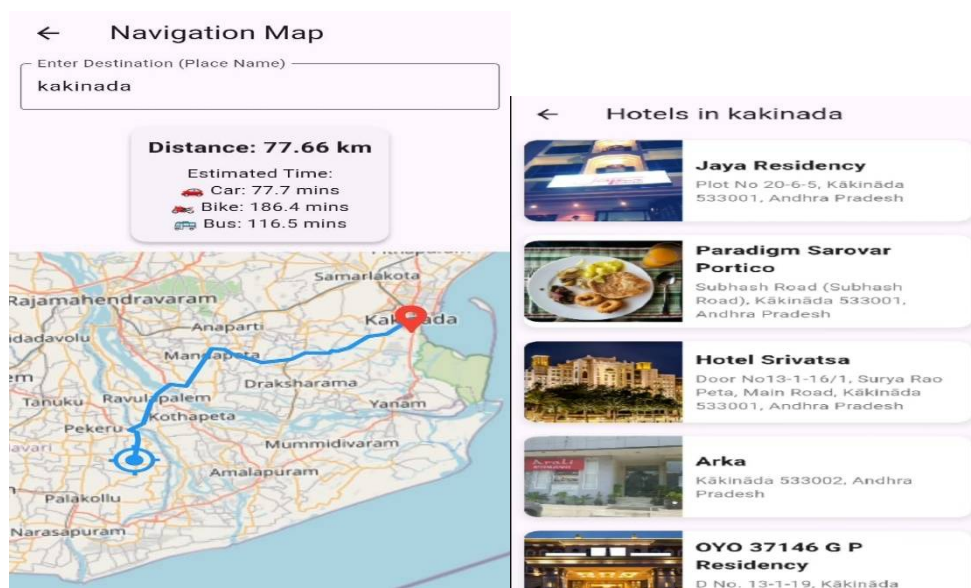 Navigation Map
Enter Destination (Place Name)
kakinada
Distance: 77.66 km
Estimated Time:
Car: 77.7 mins
Bike: 186.4 mins
Bus: 116.5 mins
Samarlakota
Rajamahendravaram
Anaparti
Mandapeta
Draksharama
Tanuku
Ravulapalem
Yanam
Kothapeta
Pekeru
Mummidivaram
Amalapuram
Palakollu
Narasapuram
Hotels in kakinada
Jaya Residency
Plot No 20-6-5, Kākināda
533001, Andhra Pradesh
Paradigm Sarovar
Portico
Subhash Road (Subhash
Road), Kākināda 533001,
Andhra Pradesh
Hotel Srivatsa
Door No13-1-16/1, Surya Rao
Peta, Main Road, Kākināda
533001, Andhra Pradesh
Arka
Kākināda 533002, Andhra
Pradesh
OYO 37146 G P
Residency
D No. 13-1-19, Kākināda